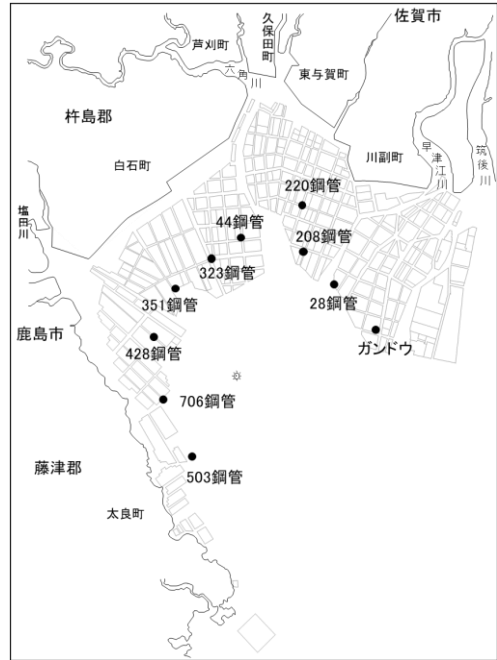 佐賀市
久保田町
芦刈町
六角川
東与賀町
杵島郡
川副町
早津江川
筑後川
白石町
塩田川
220鋼管
44鋼管
208鋼管
323鋼管
28鋼管
351鋼管
鹿島市
428鋼管
ガンドウ
706鋼管
503鋼管
藤津郡
太良町